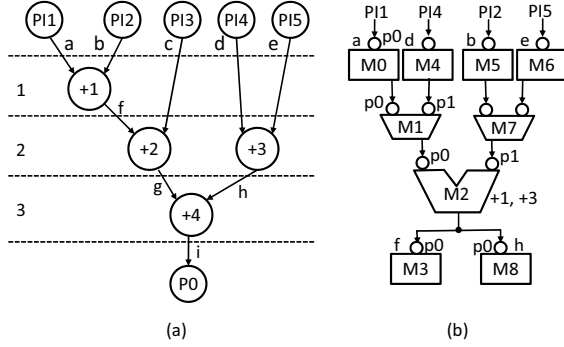 PI1 PI2 PI3 PI4 PI5
a b c d e
1 +1
f
2 +2 +3
g h
3 +4
i
P0
(a)
PI1 PI4 PI2 PI5
a p0 d b e
M0 M4 M5 M6
p0 p1
M1 M7
p0 p1
M2
+1, +3
f p0 p0 h
M3 M8
(b)